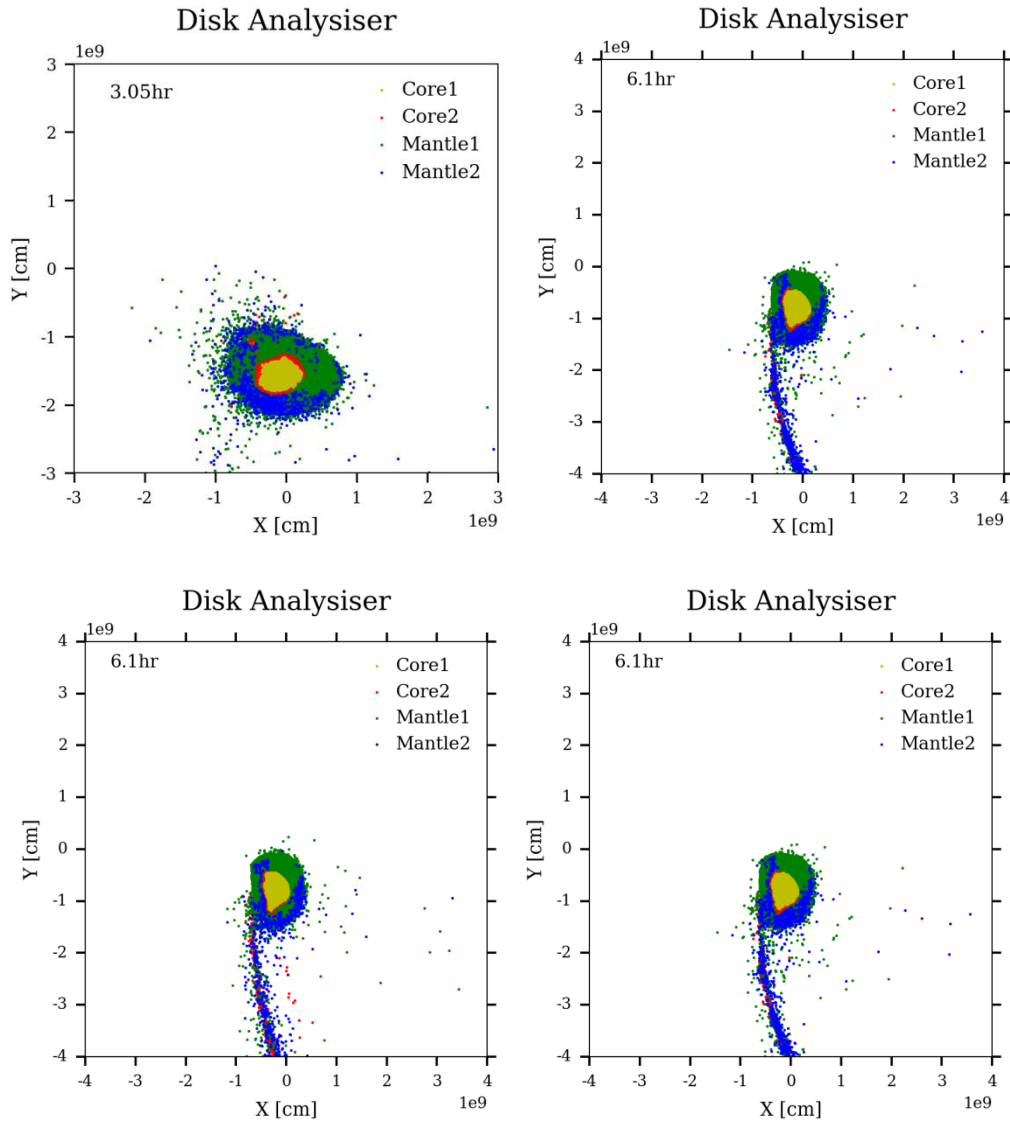 Disk Analysiser
1e9
3.05hr
Core1
Core2
Mantle1
Mantle2
3
2
1
0
-1
-2
-3
Y [cm]
-3
-2
-1
0
1
2
3
X [cm]
1e9
Disk Analysiser
1e9
6.1hr
Core1
Core2
Mantle1
Mantle2
4
3
2
1
0
-1
-2
-3
-4
Y [cm]
-4
-3
-2
-1
0
1
2
3
4
X [cm]
1e9
Disk Analysiser
1e9
6.1hr
Core1
Core2
Mantle1
Mantle2
4
3
2
1
0
-1
-2
-3
-4
Y [cm]
-4
-3
-2
-1
0
1
2
3
4
X [cm]
1e9
Disk Analysiser
1e9
6.1hr
Core1
Core2
Mantle1
Mantle2
4
3
2
1
0
-1
-2
-3
-4
Y [cm]
-4
-3
-2
-1
0
1
2
3
4
X [cm]
1e9